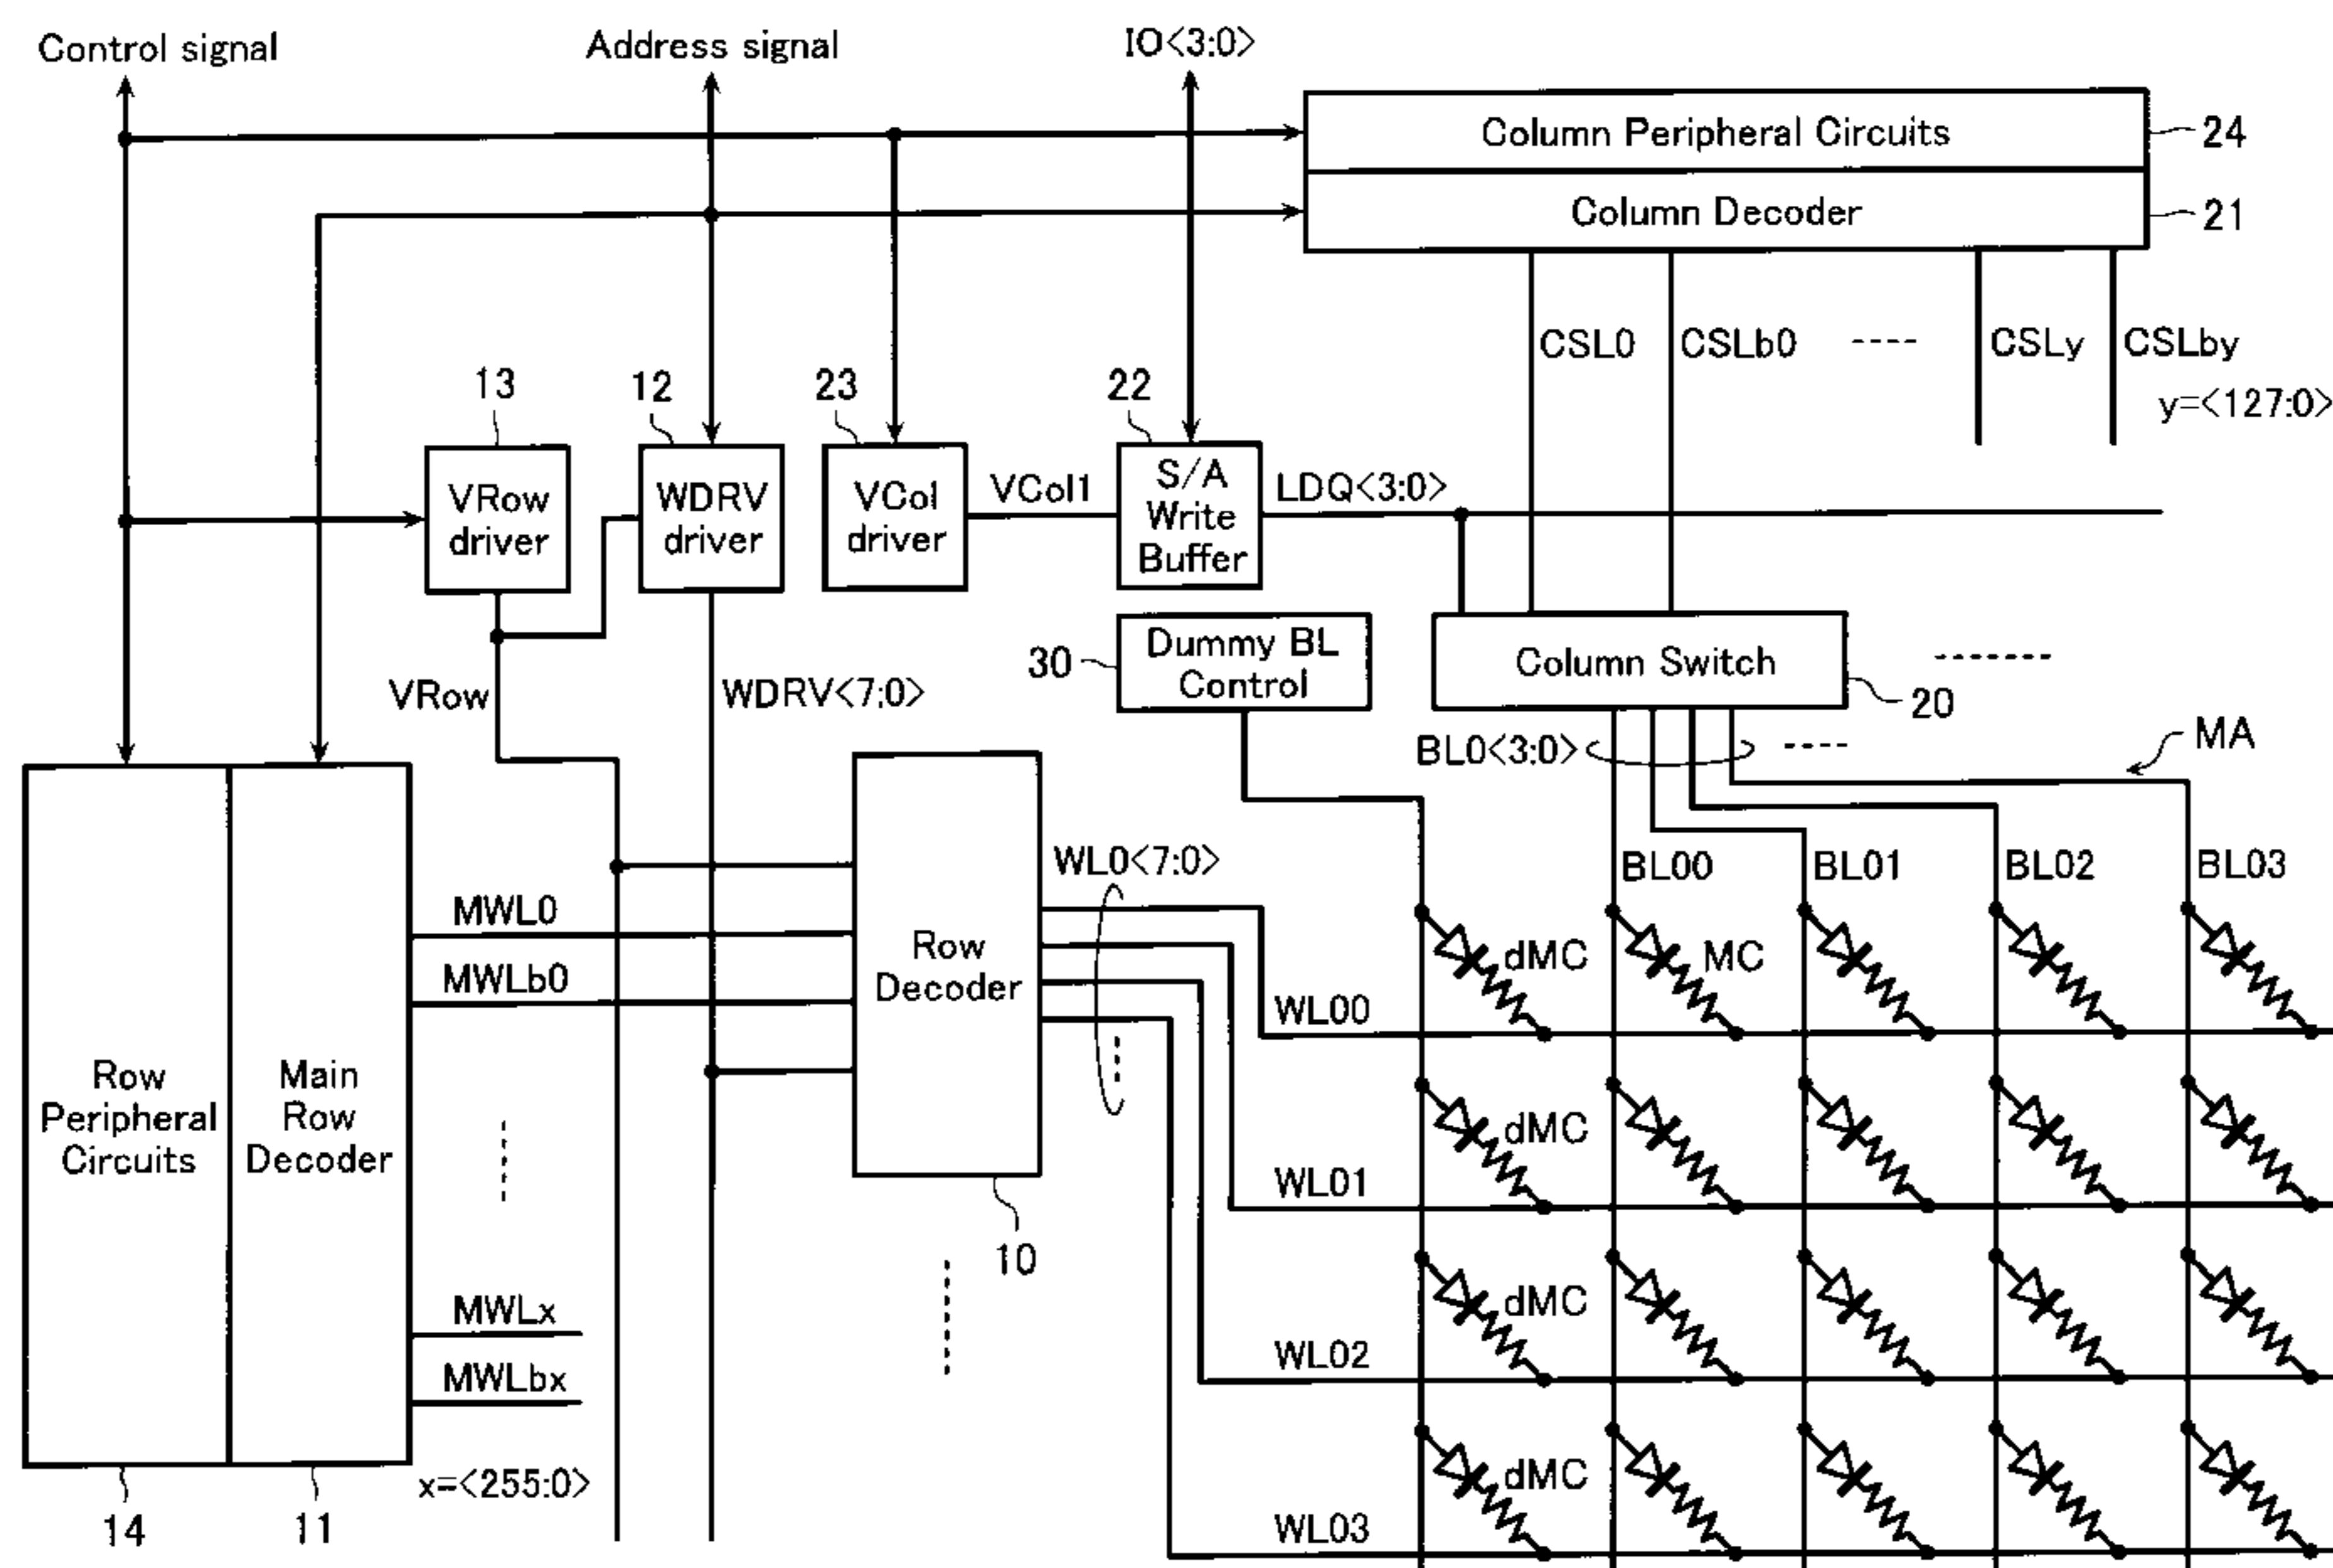 Control signal
Address signal
IO<3:0>
Column Peripheral Circuits
24
Column Decoder
21
CSL0
CSLb0
CSLy
CSLby
y=<127:0>
13
12
23
22
VRow
driver
WDRV
driver
VCol
driver
VCol1
S/A
Write
Buffer
LDQ<3:0>
30
Dummy BL
Control
Column Switch
20
VRow
WDRV<7:0>
BL0<3:0>
MA
WL0<7:0>
BL00
BL01
BL02
BL03
MWL0
MWLb0
Row
Decoder
dMC
MC
WL00
Row
Peripheral
Circuits
Main
Row
Decoder
dMC
WL01
10
dMC
MWLx
WL02
MWLbx
x=<255:0>
dMC
14
11
WL03